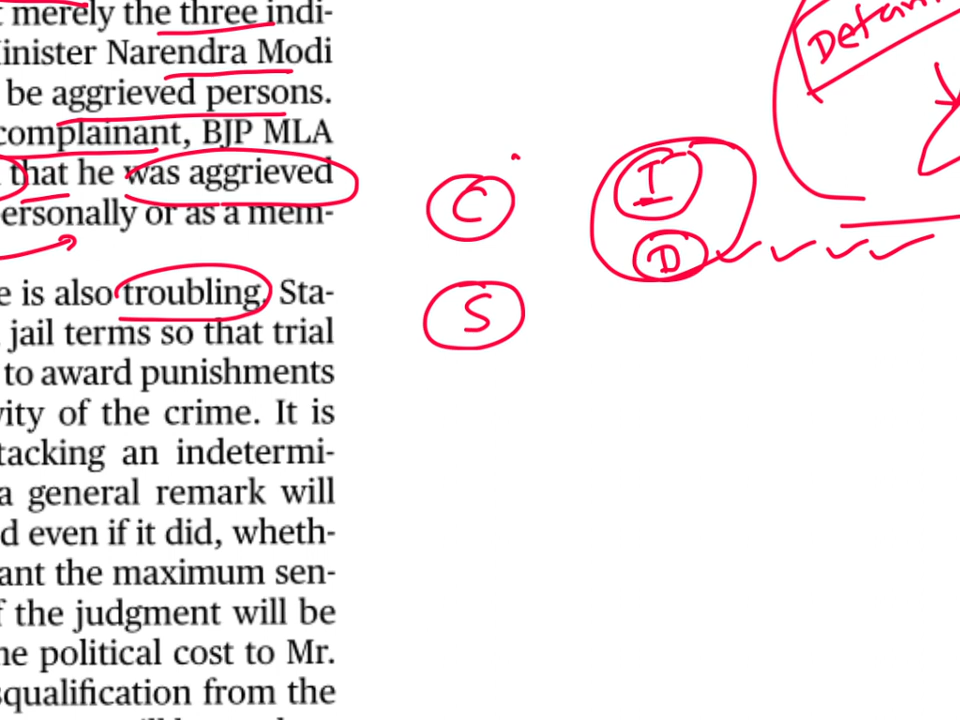 merely the three indi-
inister Narendra Modi
be aggrieved persons.
complainant, BJP MLA
that he was aggrieved
ersonally or as a mem-
e is also troubling. Sta-
jail terms so that trial
to award punishments
vity of the crime. It is
tacking an indetermi-
a general remark will
d even if it did, wheth-
ant the maximum sen-
f the judgment will be
he political cost to Mr.
squalification from the
C
S
I
D